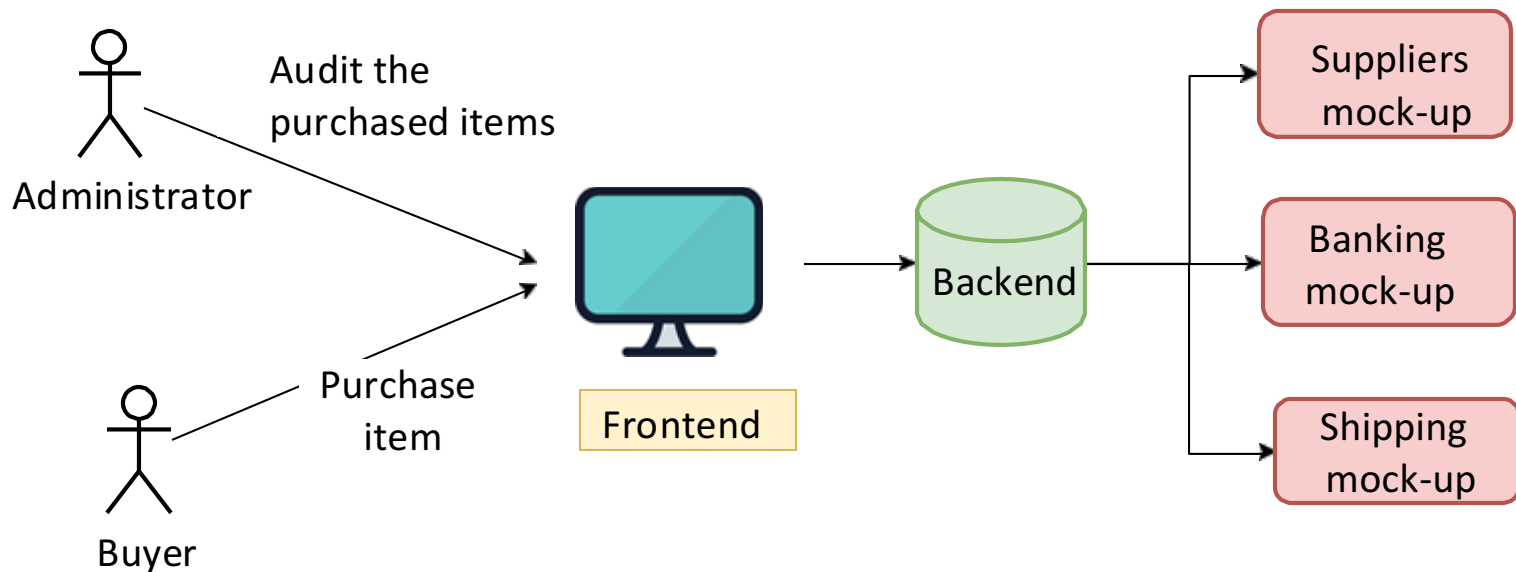 Audit the
purchased items
Administrator
Purchase
item
Buyer
Frontend
Backend
Suppliers
mock-up
Banking
mock-up
Shipping
mock-up